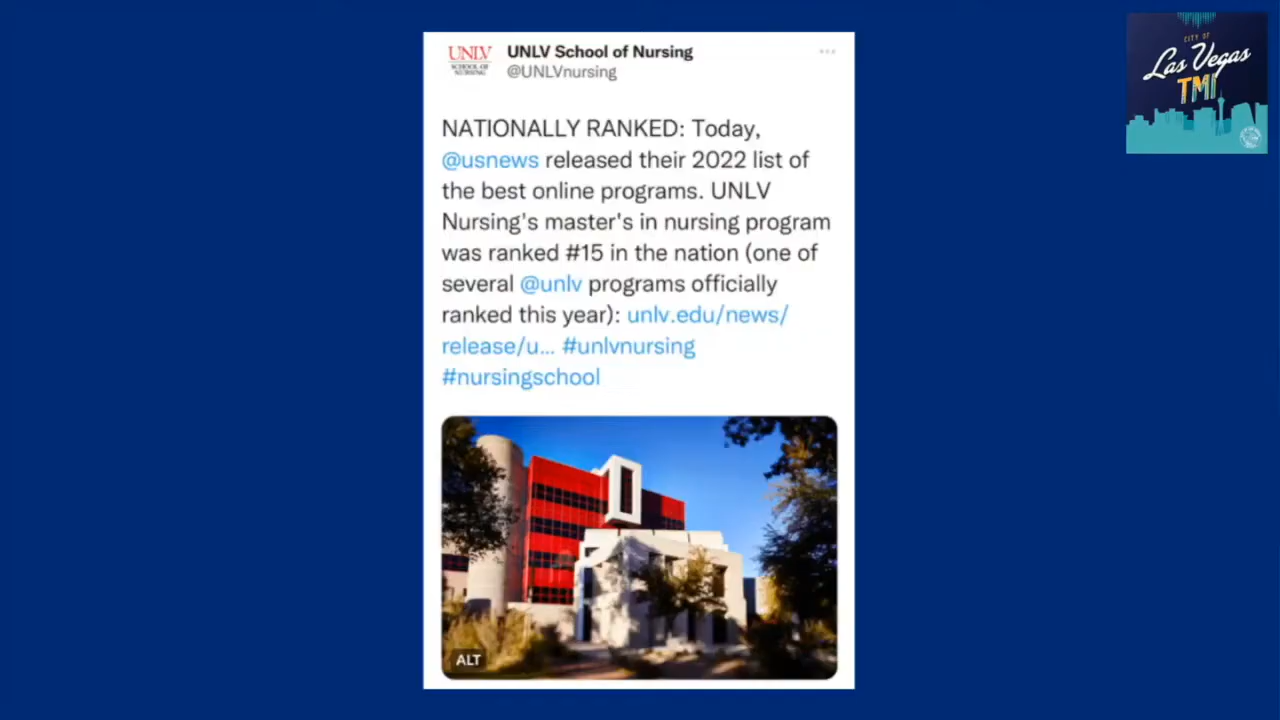 UNLV
SCHOOL OF
NURSING
UNLV School of Nursing
@UNLVnursing
NATIONALLY RANKED: Today,
@usnews released their 2022 list of
the best online programs. UNLV
Nursing's master's in nursing program
was ranked #15 in the nation (one of
several @unlv programs officially
ranked this year): unlv.edu/news/
release/u... #unlvnursing
#nursingschool
ALT
CITY OF
Las Vegas
TMI